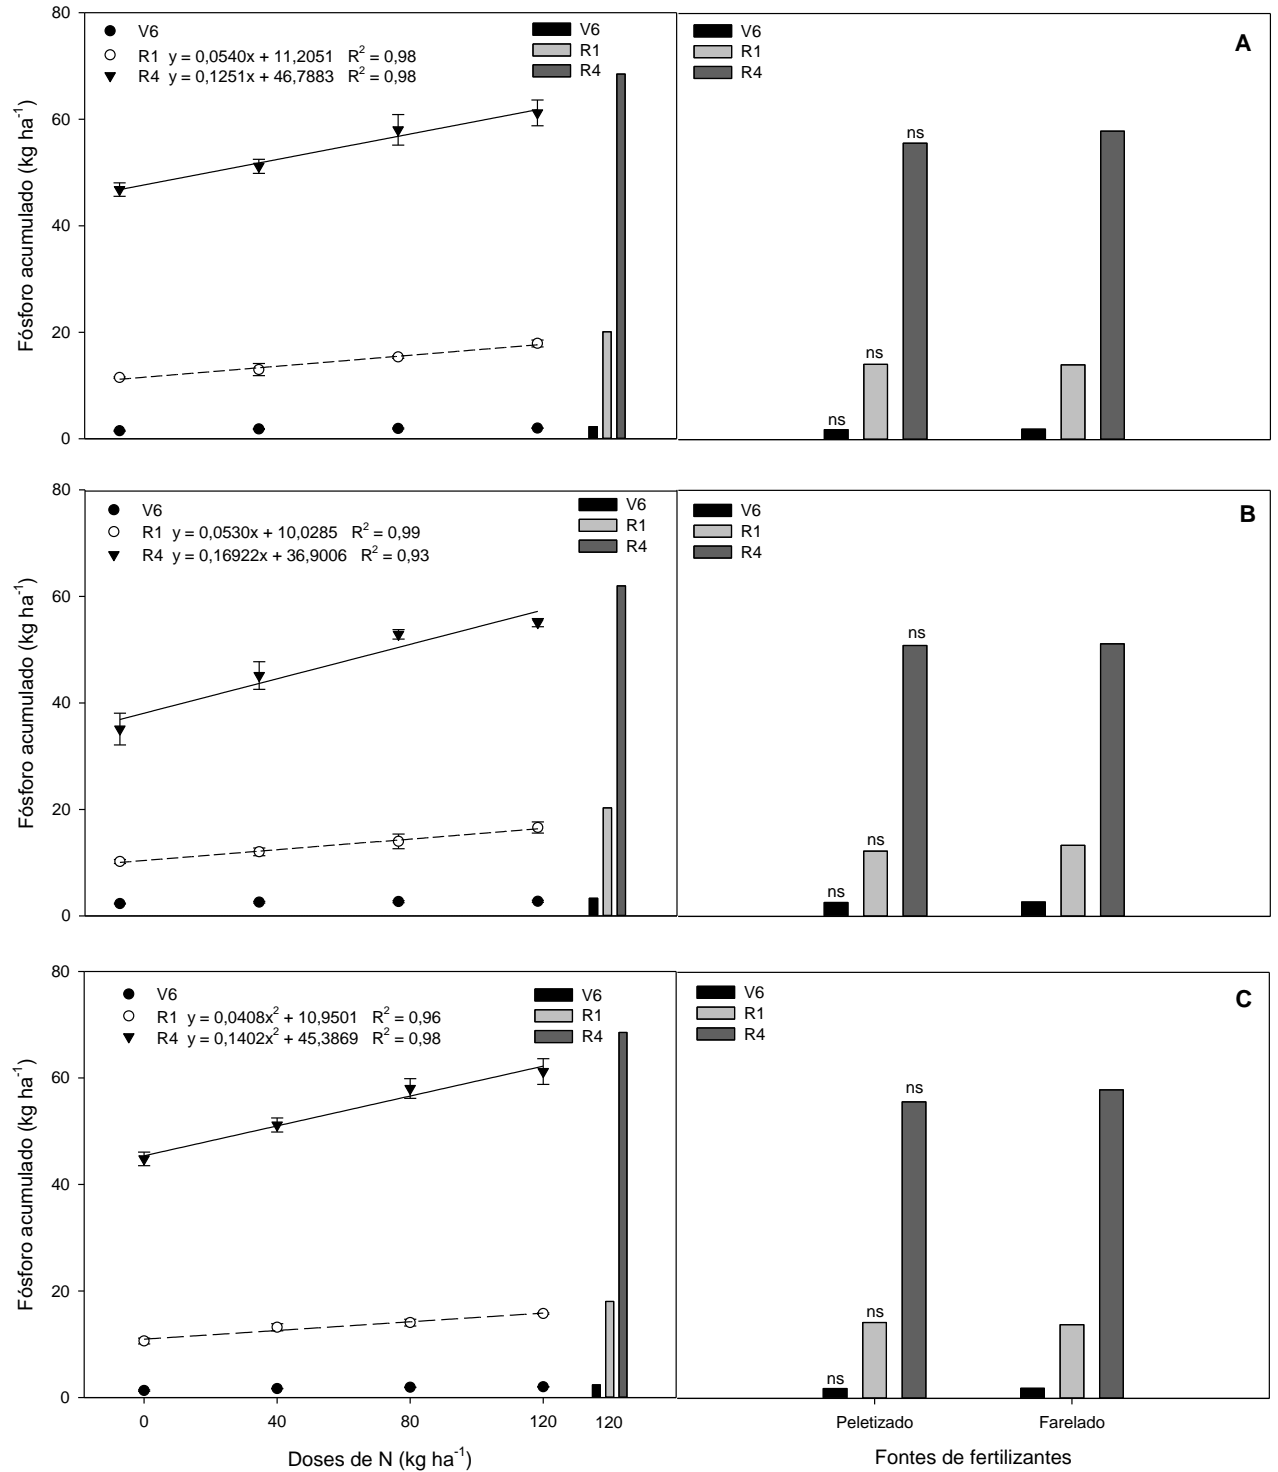 80
V6
R1 y = 0,0540x + 11,2051 R² = 0,98
R4 y = 0,1251x + 46,7883 R² = 0,98
V6
R1
R4
V6
R1
R4
A
60
40
20
0
Fósforo acumulado (kg ha⁻¹)
ns
ns
ns
80
V6
R1 y = 0,0530x + 10,0285 R² = 0,99
R4 y = 0,16922x + 36,9006 R² = 0,93
V6
R1
R4
V6
R1
R4
B
60
40
20
0
Fósforo acumulado (kg ha⁻¹)
ns
ns
ns
80
V6
R1 y = 0,0408x² + 10,9501 R² = 0,96
R4 y = 0,1402x² + 45,3869 R² = 0,98
V6
R1
R4
V6
R1
R4
C
60
40
20
0
Fósforo acumulado (kg ha⁻¹)
ns
ns
ns
0 40 80 120 120
Peletizado Farelado
Doses de N (kg ha⁻¹)
Fontes de fertilizantes